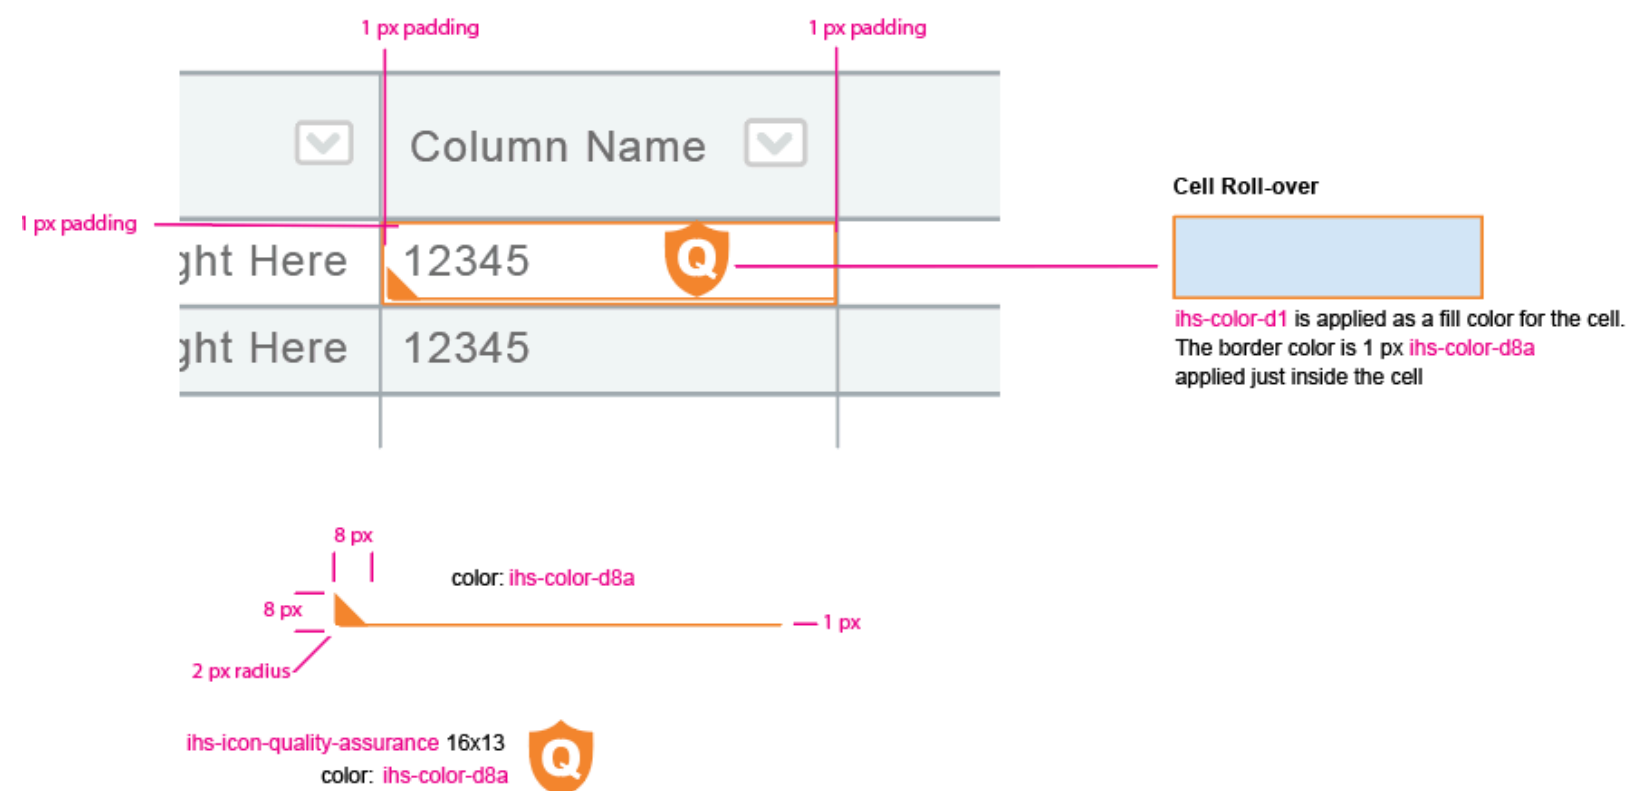 1 px padding
1 px padding
Column Name
Cell Roll-over
1 px padding
ght Here
12345
Q
ihs-color-d1 is applied as a fill color for the cell.
The border color is 1 px ihs-color-d8a
applied just inside the cell
ght Here
12345
8 px
color: ihs-color-d8a
8 px
1 px
2 px radius
ihs-icon-quality-assurance 16x13
Q
color: ihs-color-d8a